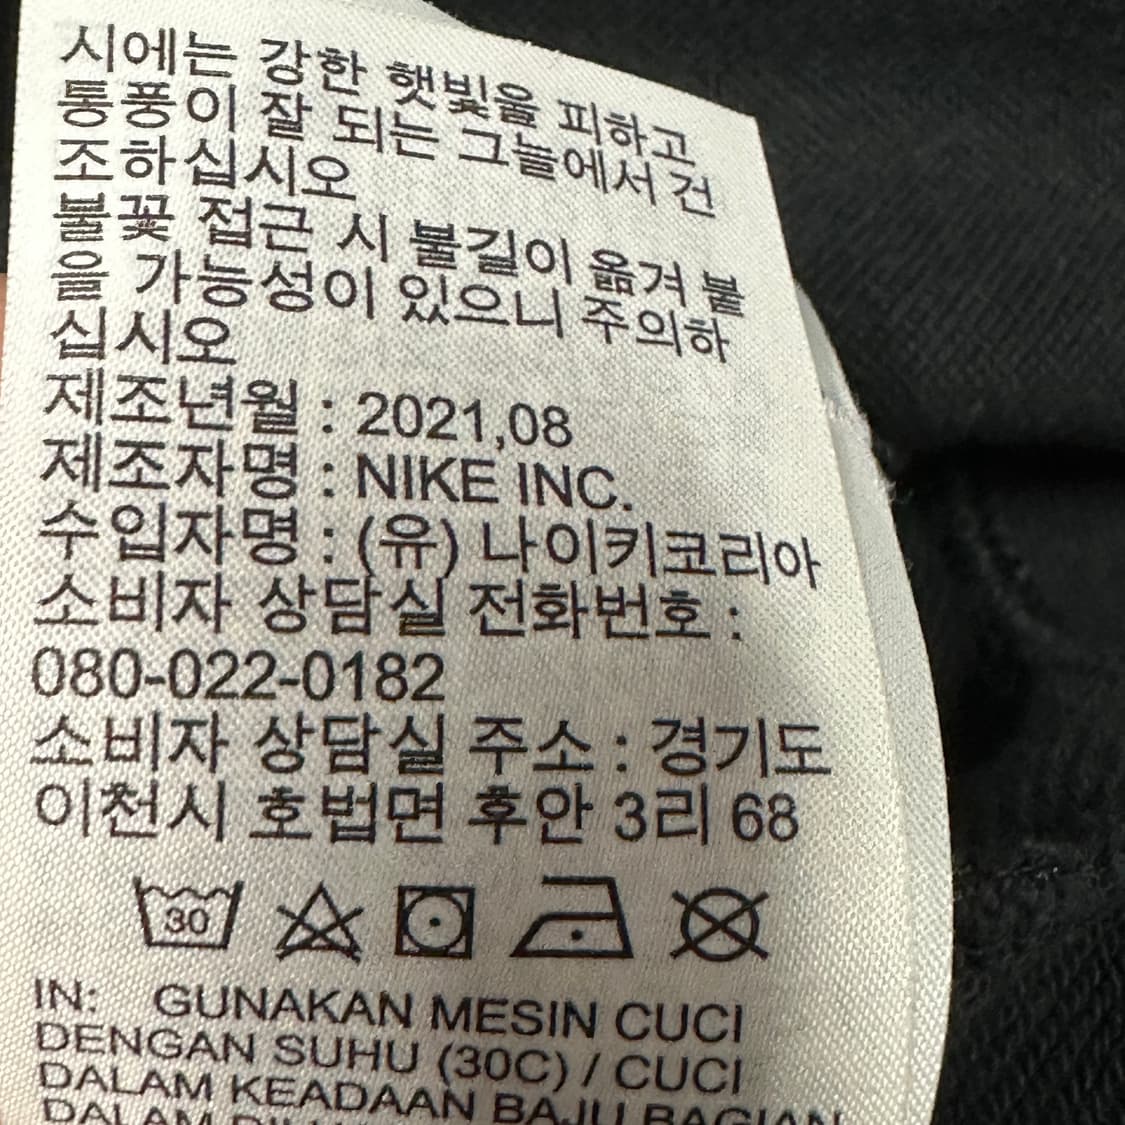 시에는 강한 햇빛을 피하고
통풍이 잘 되는 그늘에서 건
조하십시오
불꽃 접근 시 불길이 옮겨 붙
을 가능성이 있으니 주의하
십시오
제조년월 : 2021,08
제조자명 : NIKE INC.
수입자명 : (유) 나이키코리아
소비자 상담실 전화번호 :
080-022-0182
소비자 상담실 주소 : 경기도
이천시 호법면 후안 3리 68
30
IN: GUNAKAN MESIN CUCI
DENGAN SUHU (30C) / CUCI
DALAM KEADAAN BAJU BAGIAN
DALAM